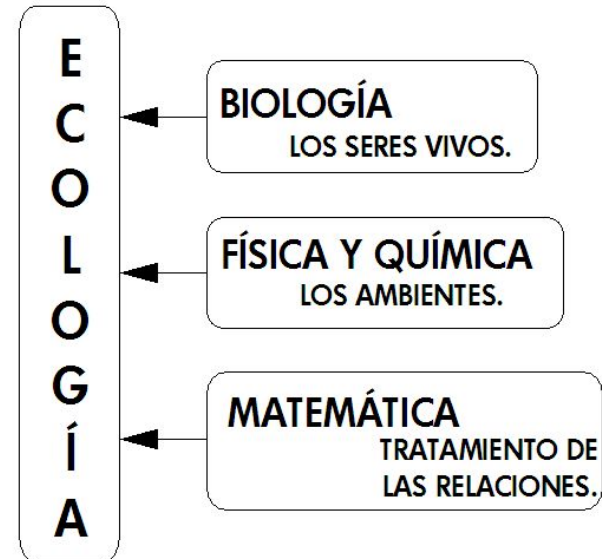 ECOLOGÍA
BIOLOGÍA
LOS SERES VIVOS.
FÍSICA Y QUÍMICA
LOS AMBIENTES.
MATEMÁTICA
TRATAMIENTO DE
LAS RELACIONES.